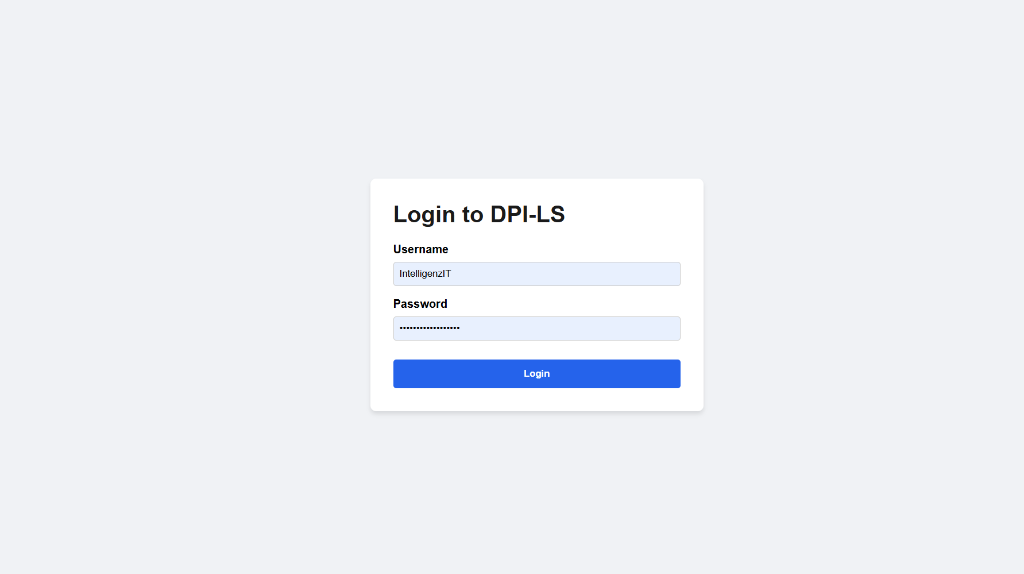 Login to DPI-LS
Username
IntelligenzIT
Password
••••••••••••••••••
Login